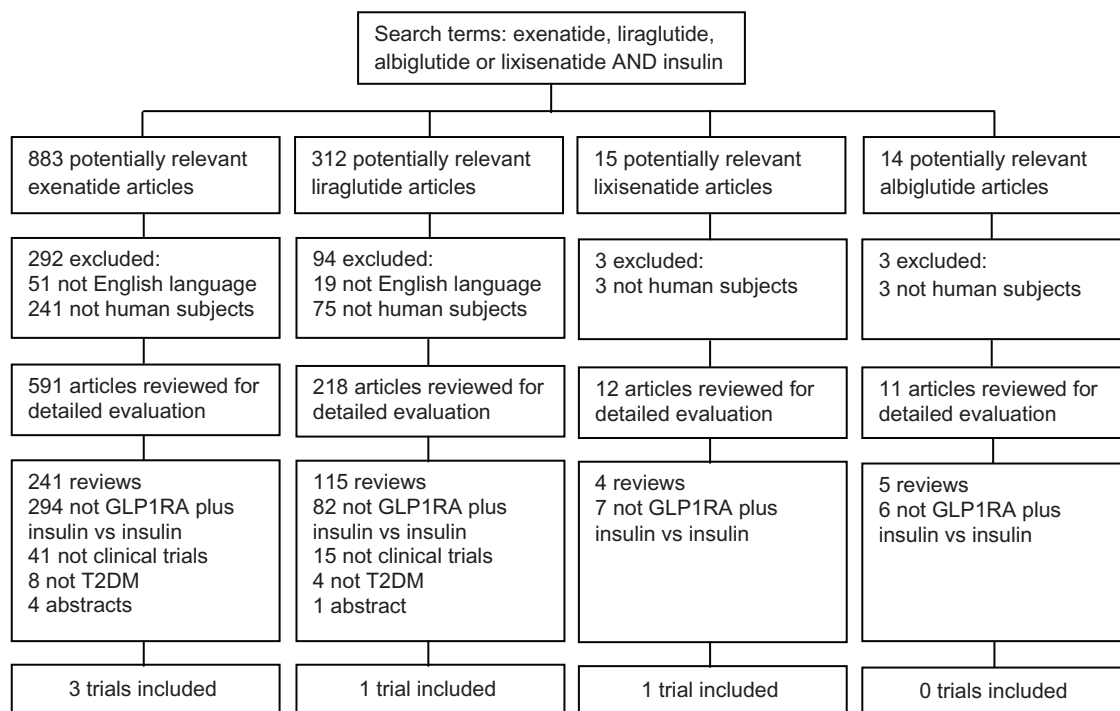 Search terms: exenatide, liraglutide,
albiglutide or lixisenatide AND insulin
883 potentially relevant
exenatide articles
312 potentially relevant
liraglutide articles
15 potentially relevant
lixisenatide articles
14 potentially relevant
albiglutide articles
292 excluded:
51 not English language
241 not human subjects
94 excluded:
19 not English language
75 not human subjects
3 excluded:
3 not human subjects
3 excluded:
3 not human subjects
591 articles reviewed for
detailed evaluation
218 articles reviewed for
detailed evaluation
12 articles reviewed for
detailed evaluation
11 articles reviewed for
detailed evaluation
241 reviews
294 not GLP1RA plus
insulin vs insulin
41 not clinical trials
8 not T2DM
4 abstracts
115 reviews
82 not GLP1RA plus
insulin vs insulin
15 not clinical trials
4 not T2DM
1 abstract
4 reviews
7 not GLP1RA plus
insulin vs insulin
5 reviews
6 not GLP1RA plus
insulin vs insulin
3 trials included
1 trial included
1 trial included
0 trials included